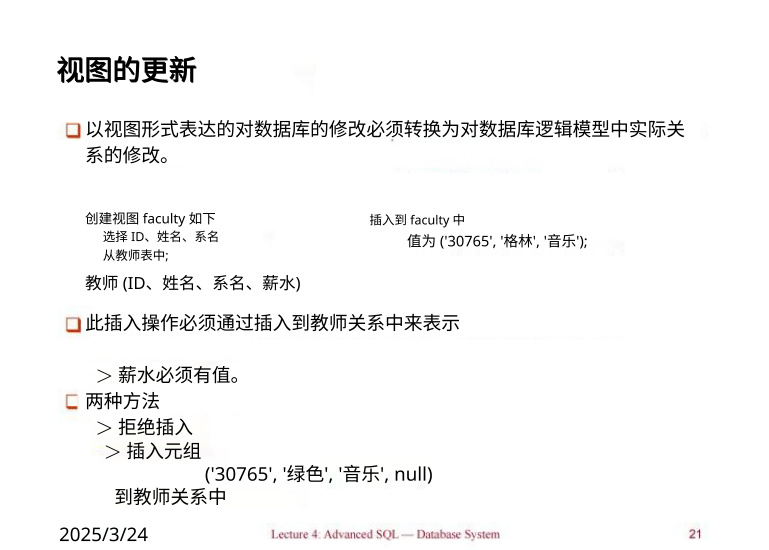 视图的更新
以视图形式表达的对数据库的修改必须转换为对数据库逻辑模型中实际关
系的修改。
创建视图 faculty 如下
选择 ID、姓名、系名
从教师表中;
插入到 faculty 中
值为 ('30765', '格林', '音乐');
教师 (ID、姓名、系名、薪水)
此插入操作必须通过插入到教师关系中来表示
＞ 薪水必须有值。
两种方法
＞ 拒绝插入
＞ 插入元组
('30765', '绿色', '音乐', null)
到教师关系中
2025/3/24
Lecture 4: Advanced SQL — Database System
21